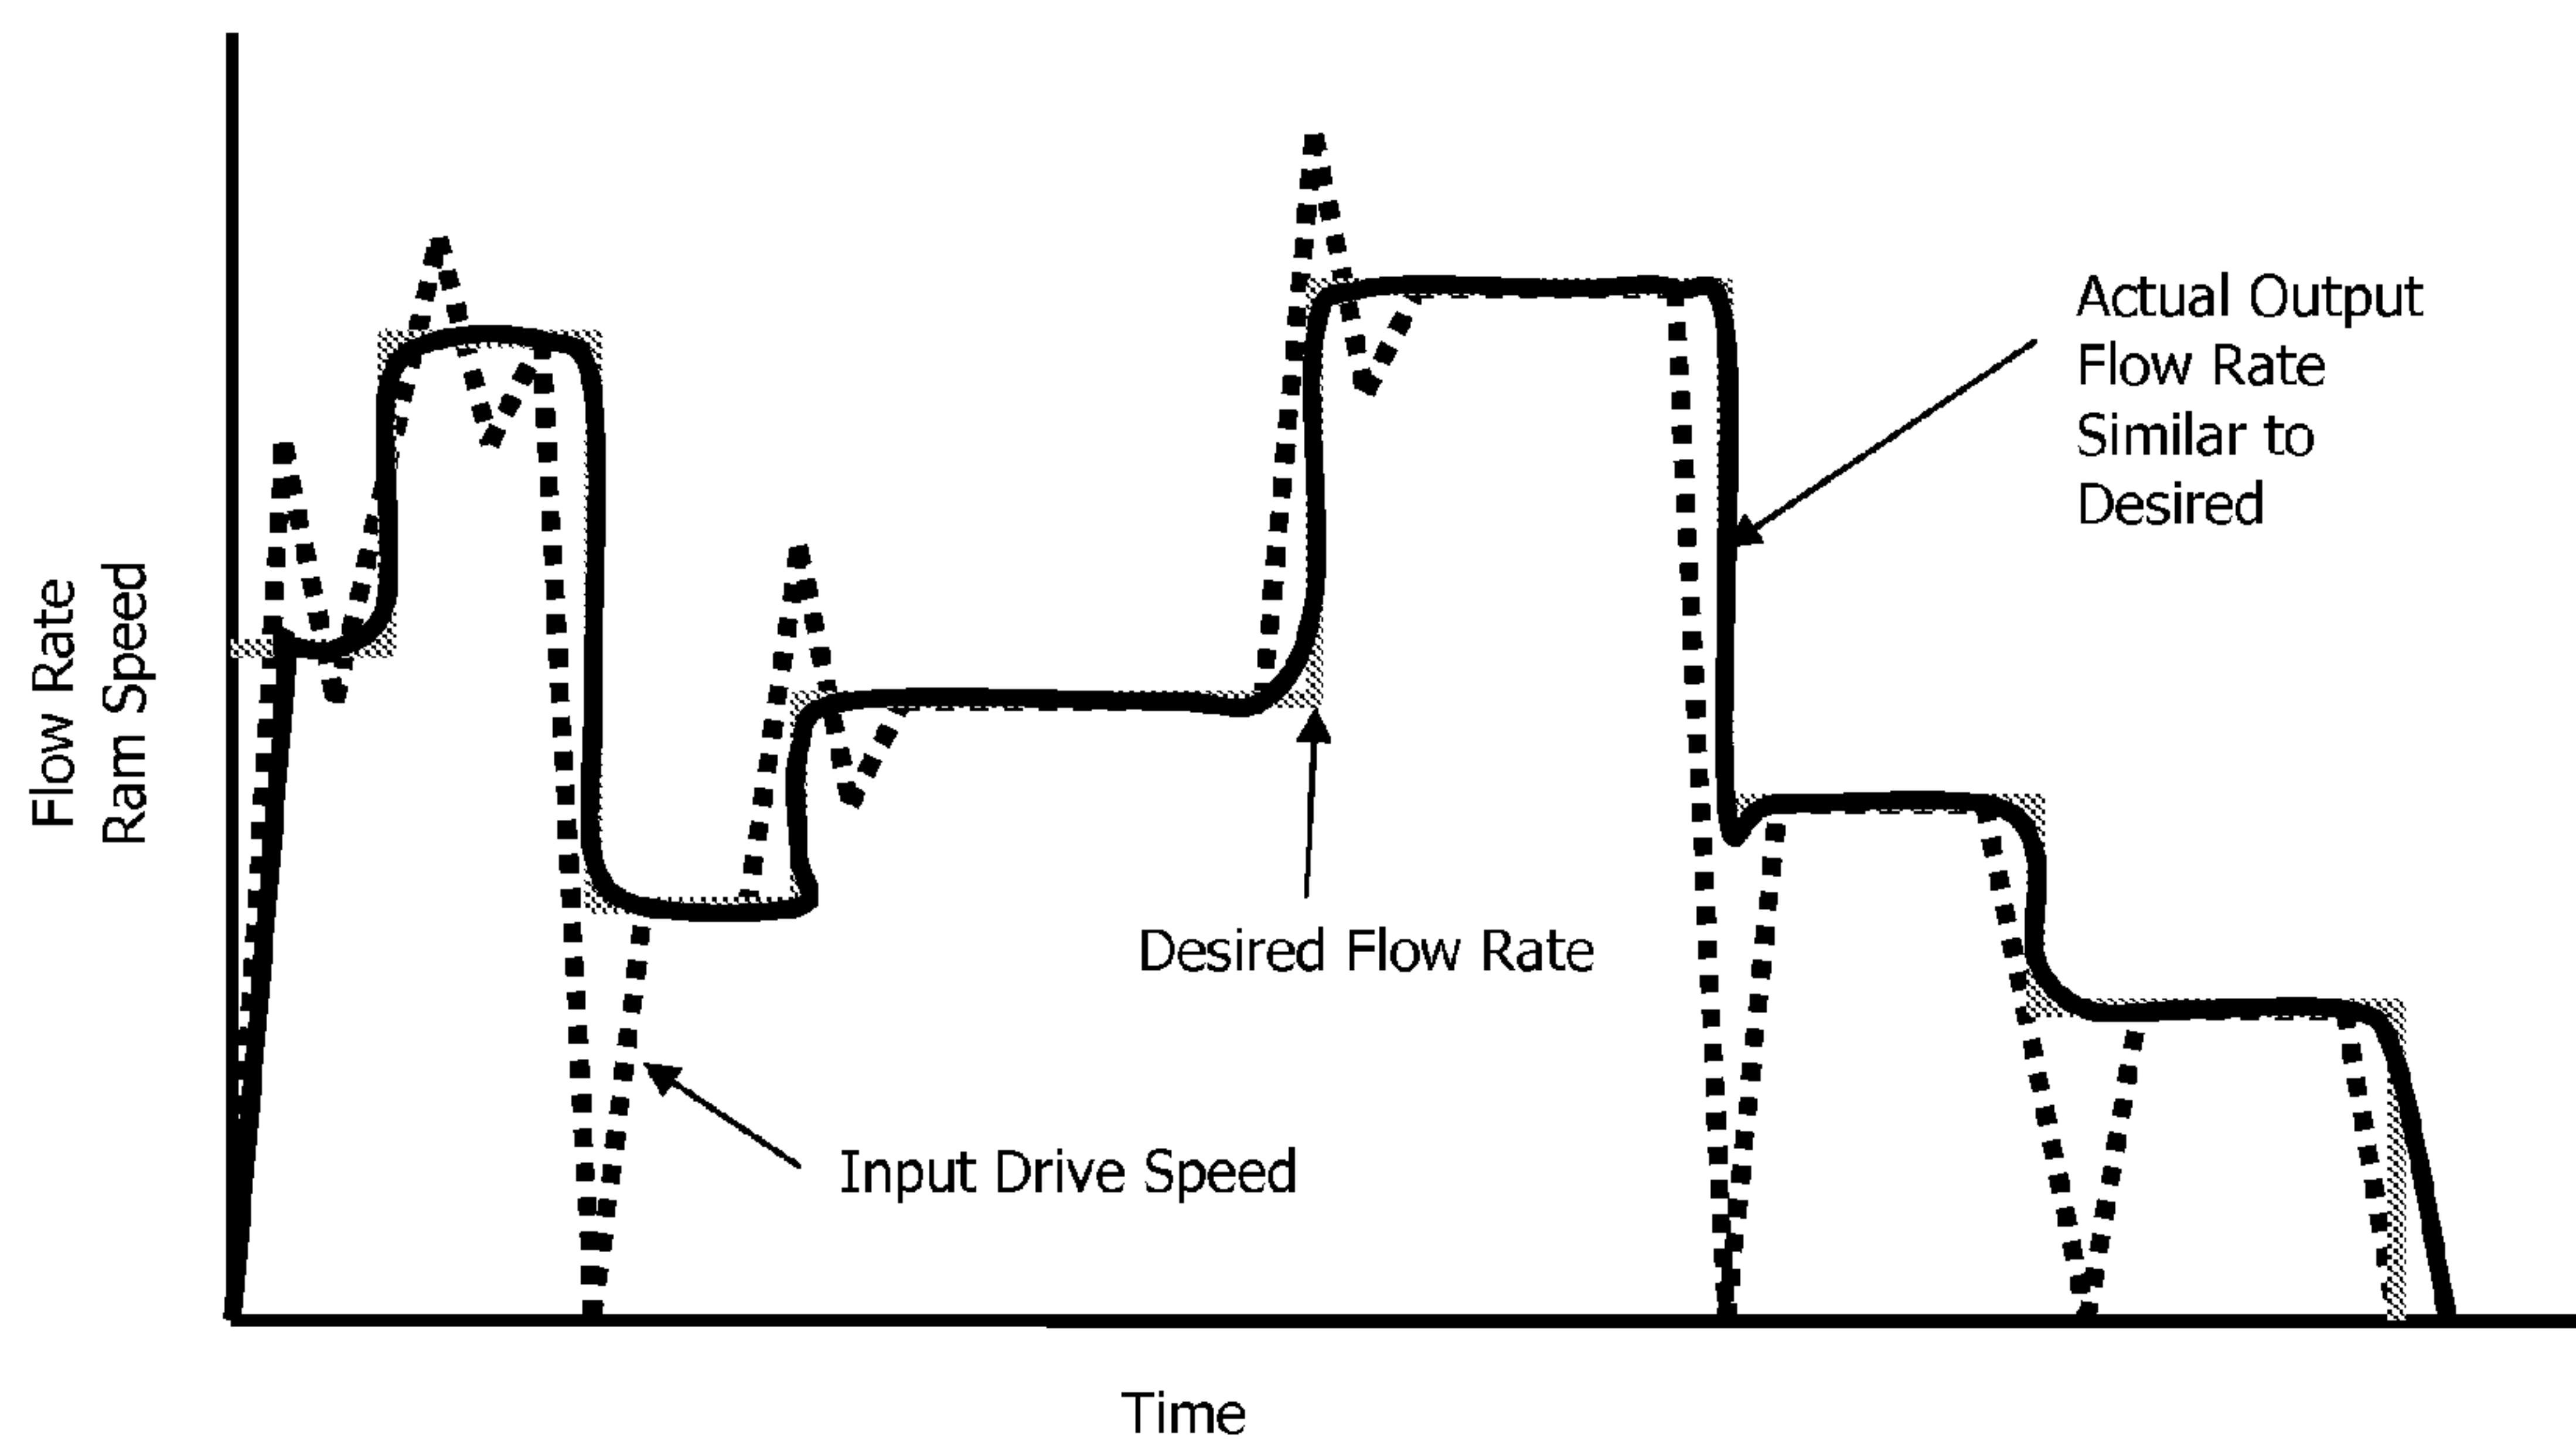 Flow Rate
Ram Speed
Actual Output
Flow Rate
Similar to
Desired
Desired Flow Rate
Input Drive Speed
Time